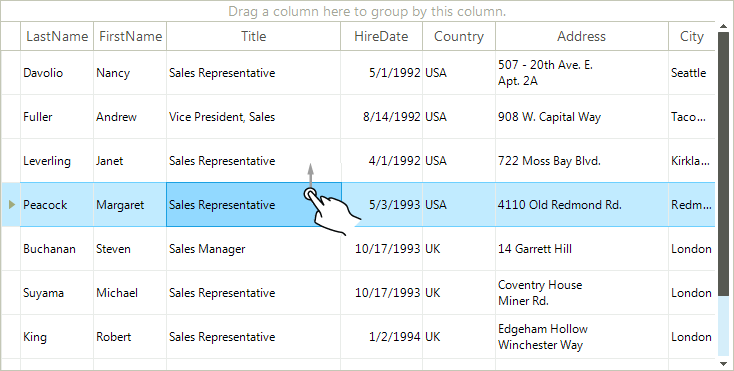 Drag a column here to group by this column.
LastName FirstName Title HireDate Country Address City
Davolio Nancy Sales Representative 5/1/1992 USA 507 - 20th Ave. E.
Apt. 2A Seattle
Fuller Andrew Vice President, Sales 8/14/1992 USA 908 W. Capital Way Taco...
Leverling Janet Sales Representative 4/1/1992 USA 722 Moss Bay Blvd. Kirkla...
Peacock Margaret Sales Representative 5/3/1993 USA 4110 Old Redmond Rd. Redm...
Buchanan Steven Sales Manager 10/17/1993 UK 14 Garrett Hill London
Suyama Michael Sales Representative 10/17/1993 UK Coventry House
Miner Rd. London
King Robert Sales Representative 1/2/1994 UK Edgeham Hollow
Winchester Way London